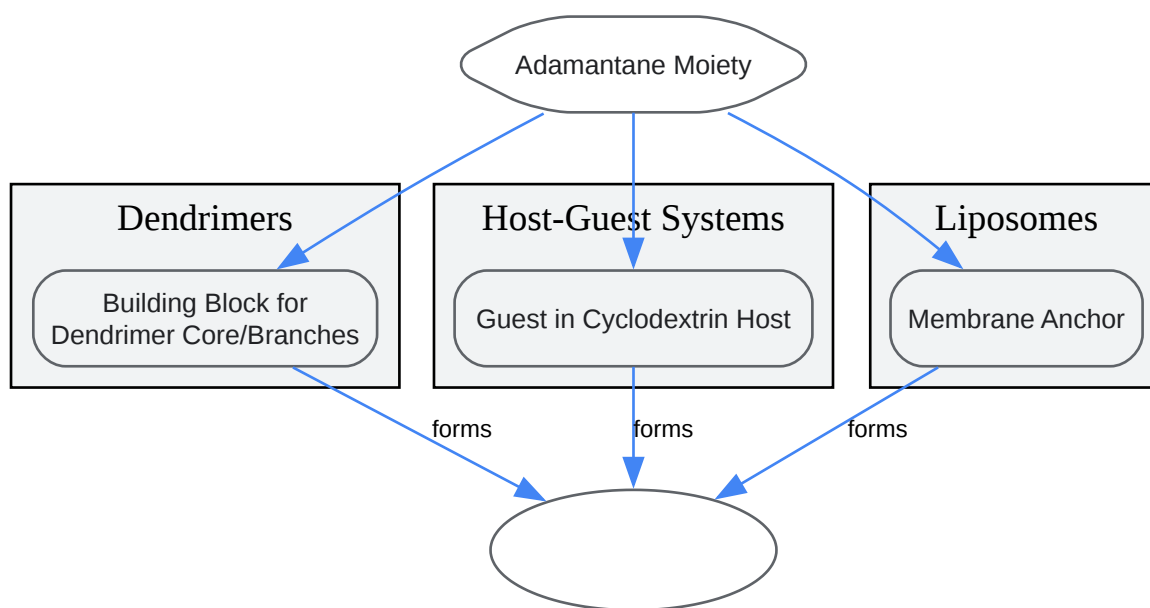 Adamantane Moiety
Dendrimers
Host-Guest Systems
Liposomes
Building Block for
Dendrimer Core/Branches
Guest in Cyclodextrin Host
Membrane Anchor
forms
forms
forms